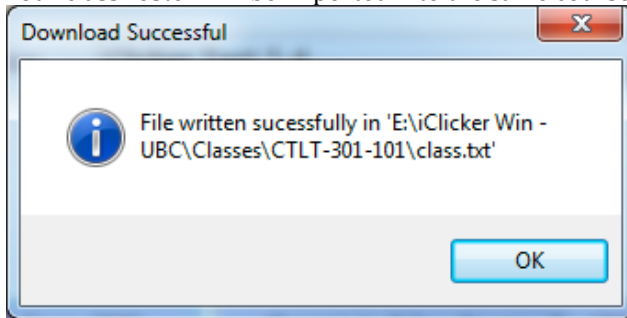 Download Successful
File written sucessfully in 'E:\iClicker Win -
UBC\Classes\CTLT-301-101\class.txt'
OK